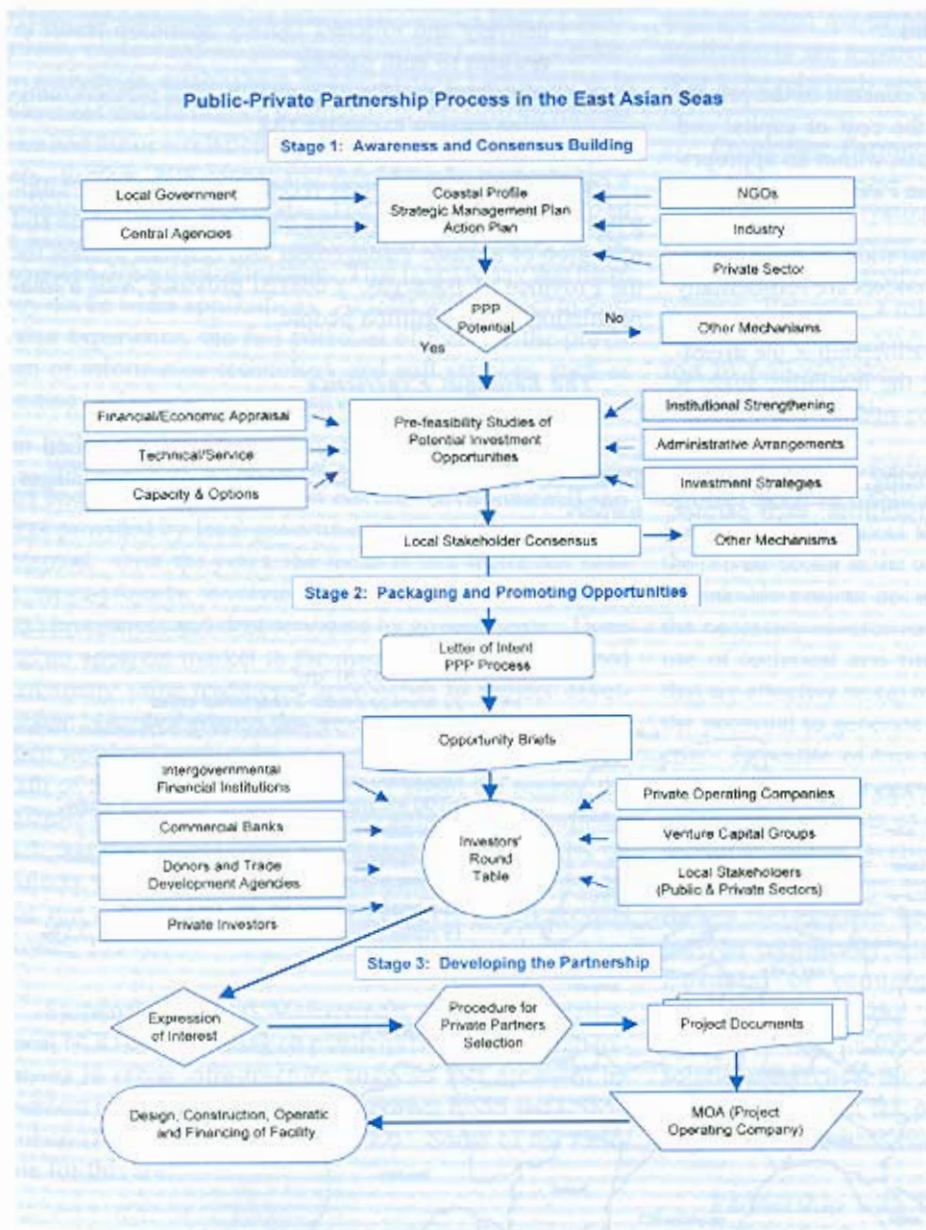 Public-Private Partnership Process in the East Asian Seas
Stage 1: Awareness and Consensus Building
Local Government
Central Agencies
Coastal Profile
Strategic Management Plan
Action Plan
NGOs
Industry
Private Sector
PPP
Potential
No
Yes
Other Mechanisms
Financial/Economic Appraisal
Technical/Service
Capacity & Options
Pre-feasibility Studies of
Potential Investment
Opportunities
Institutional Strengthening
Administrative Arrangements
Investment Strategies
Local Stakeholder Consensus
Other Mechanisms
Stage 2: Packaging and Promoting Opportunities
Letter of Intent
PPP Process
Opportunity Briefs
Intergovernmental
Financial Institutions
Commercial Banks
Donors and Trade
Development Agencies
Private Investors
Investors'
Round
Table
Private Operating Companies
Venture Capital Groups
Local Stakeholders
(Public & Private Sectors)
Stage 3: Developing the Partnership
Expression
of Interest
Procedure for
Private Partners
Selection
Project Documents
MOA (Project
Operating Company)
Design, Construction, Operatic
and Financing of Facility